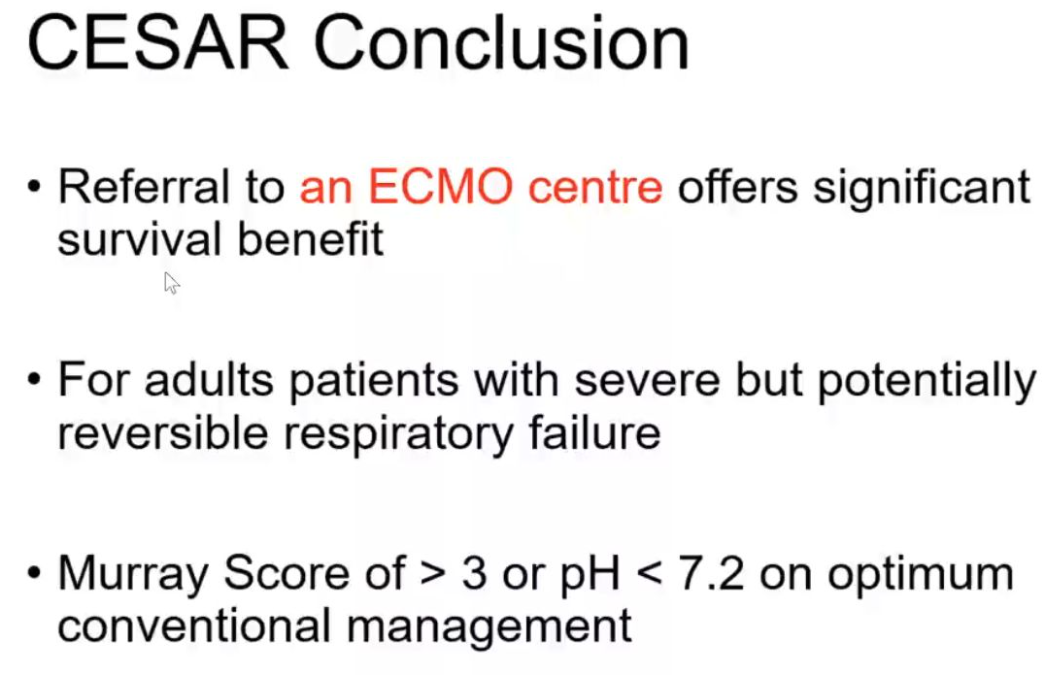 CESAR Conclusion
• Referral to an ECMO centre offers significant
survival benefit
• For adults patients with severe but potentially
reversible respiratory failure
• Murray Score of > 3 or pH < 7.2 on optimum
conventional management